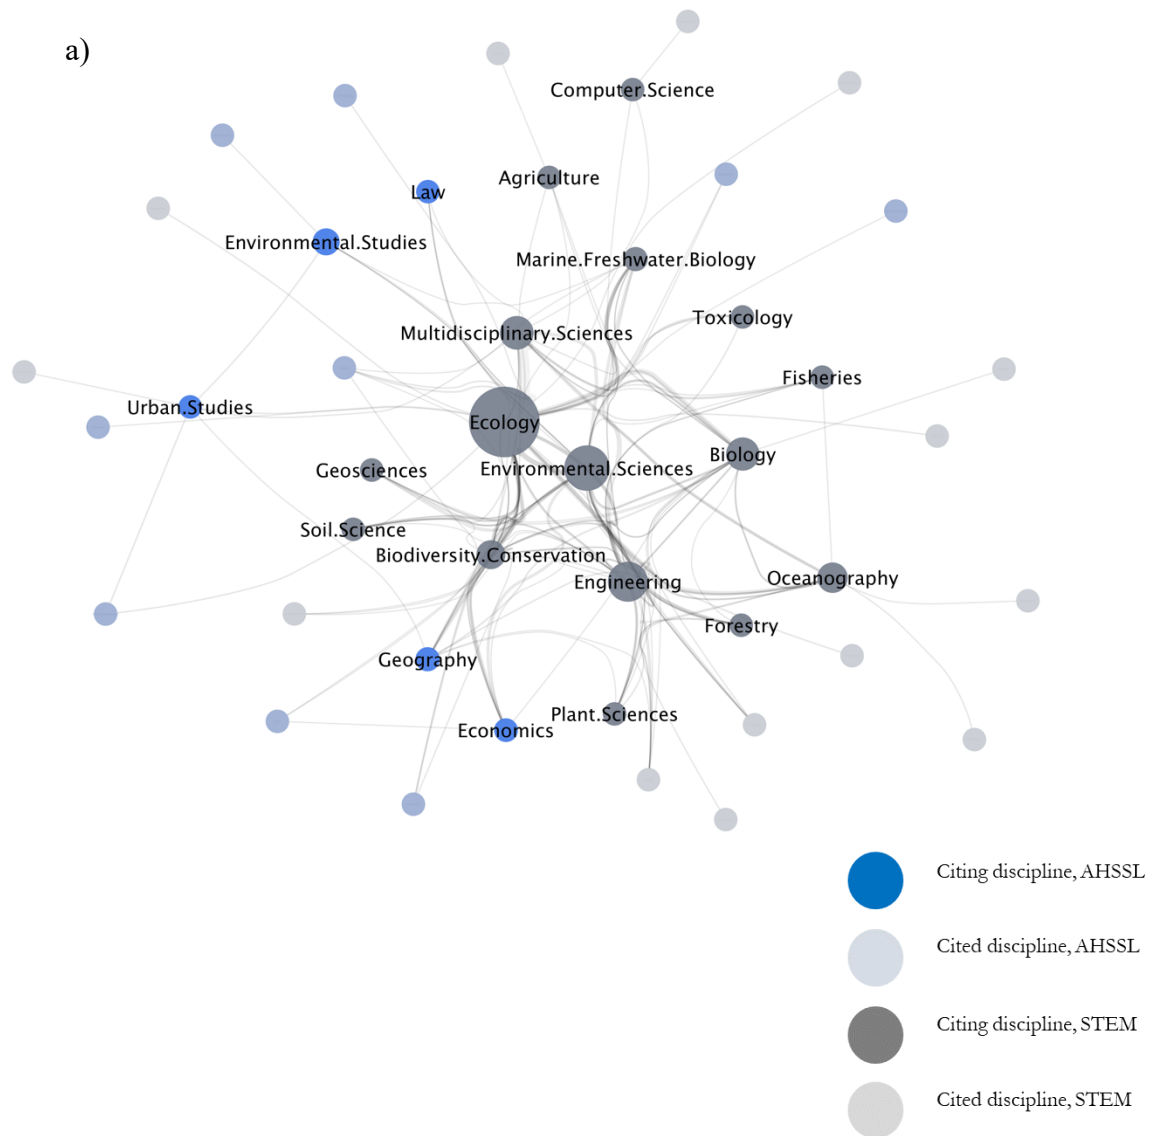 a)
Computer.Science
Agriculture
Law
Environmental.Studies
Marine.Freshwater.Biology
Toxicology
Multidisciplinary.Sciences
Fisheries
Urban.Studies
Ecology
Biology
Environmental.Sciences
Geosciences
Soil.Science
Biodiversity.Conservation
Engineering
Oceanography
Forestry
Geography
Plant.Sciences
Economics
Citing discipline, AHSSL
Cited discipline, AHSSL
Citing discipline, STEM
Cited discipline, STEM